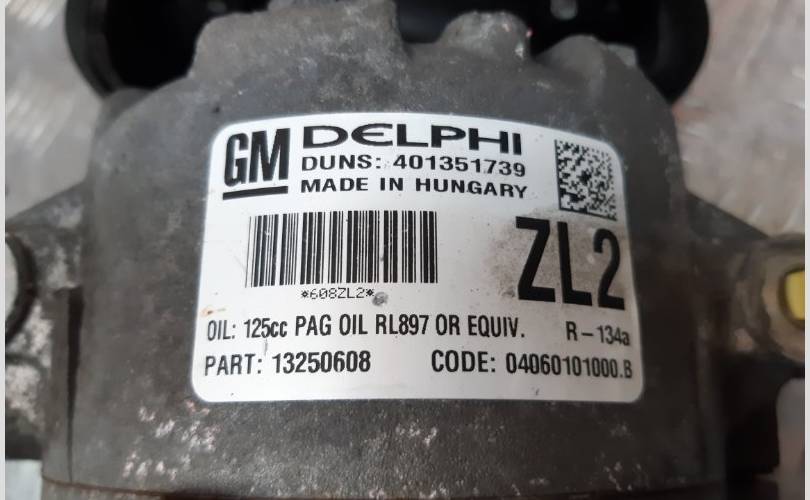 GM DELPHI
DUNS: 401351739
MADE IN HUNGARY
ZL2
*608ZL2*
OIL: 125cc PAG OIL RL897 OR EQUIV. R-134a
PART: 13250608 CODE: 04060101000.B